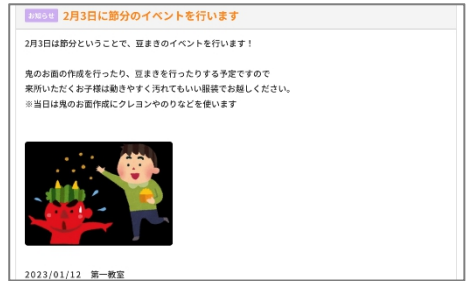 お知らせ 2月3日に節分のイベントを行います
2月3日は節分ということで、豆まきのイベントを行います！
鬼のお面の作成を行ったり、豆まきを行ったりする予定ですので
来所いただくお子様は動きやすく汚れてもいい服装でお越しください。
※当日は鬼のお面作成にクレヨンやのりなどを使います
2023/01/12 第一教室